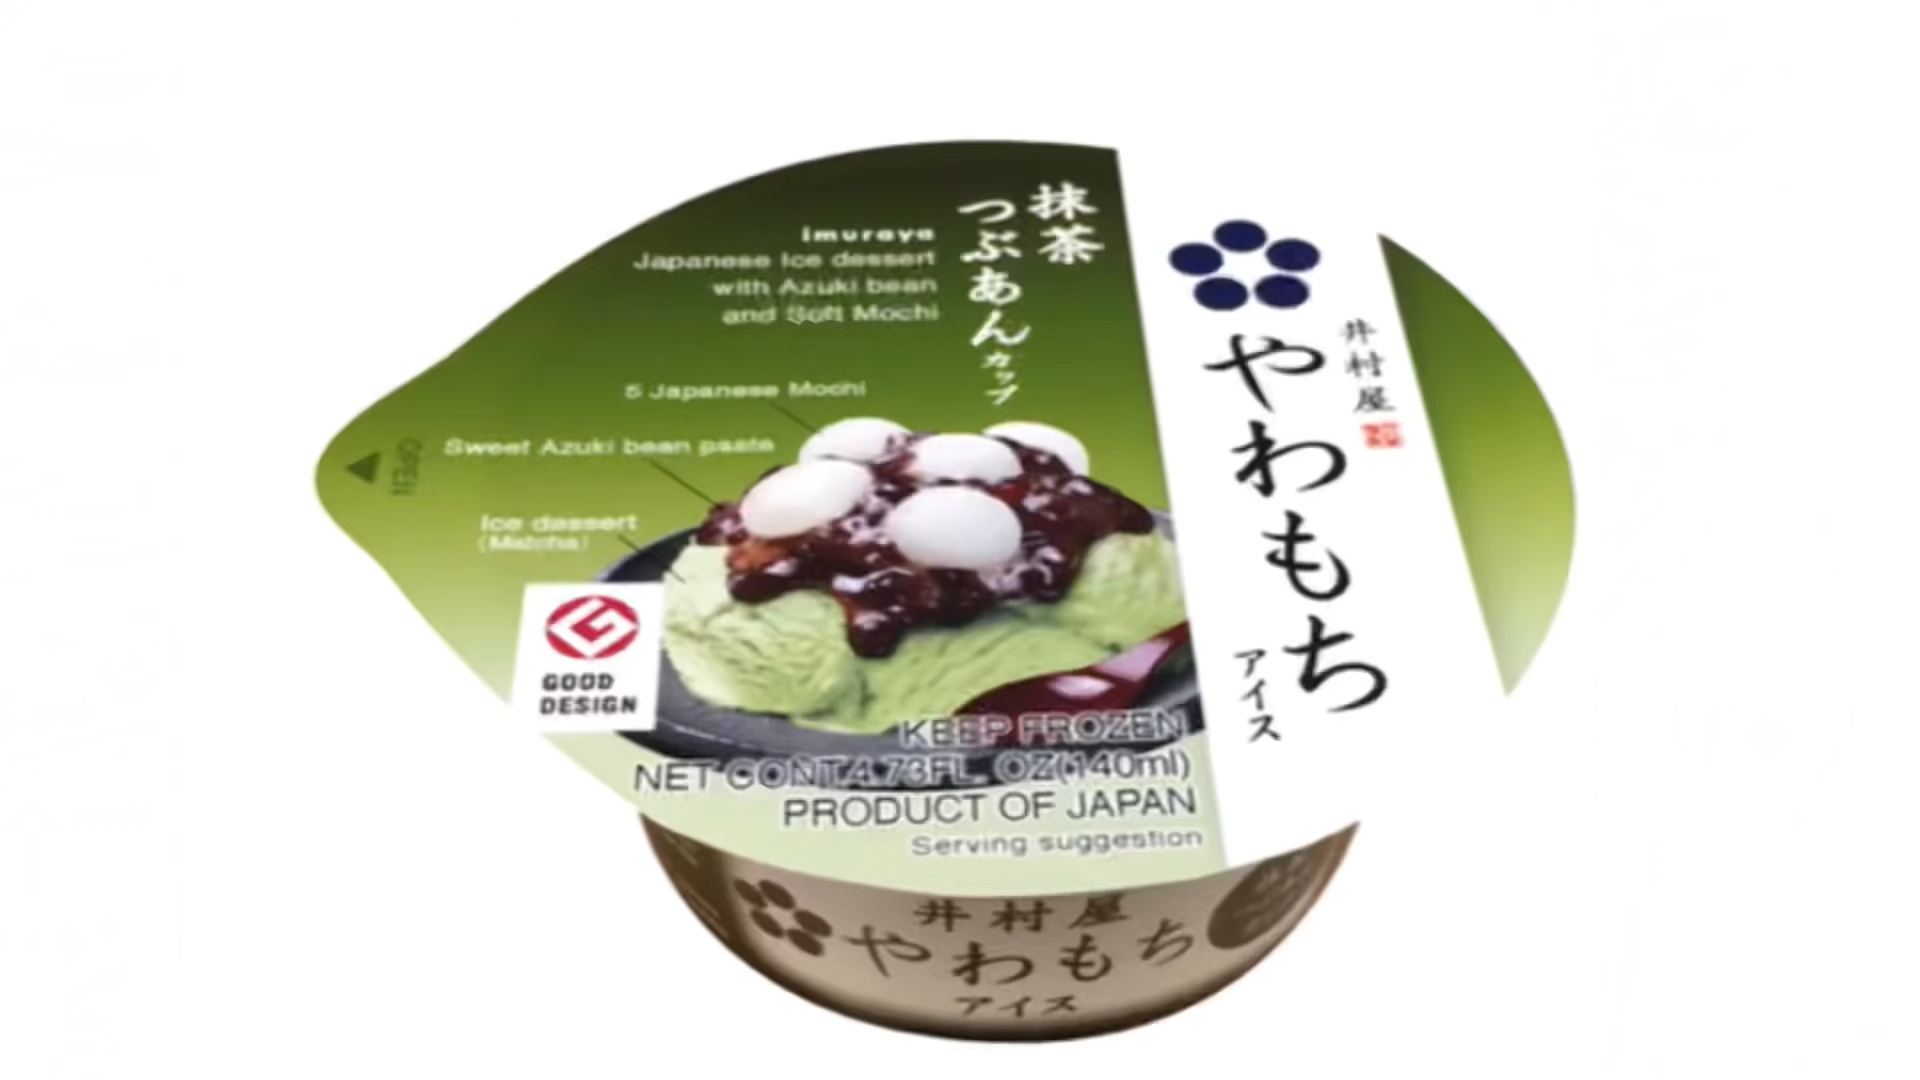 抹茶
つぶあんカップ
imuraya
Japanese Ice dessert
with Azuki bean
and Soft Mochi
5 Japanese Mochi
Sweet Azuki bean paste
Ice dessert
(Matcha)
OPEN
GOOD
DESIGN
KEEP FROZEN
NET CONT.4.73FL. OZ(140ml)
PRODUCT OF JAPAN
Serving suggestion
井村屋
やわもち
アイス
井村屋
やわもち
アイス